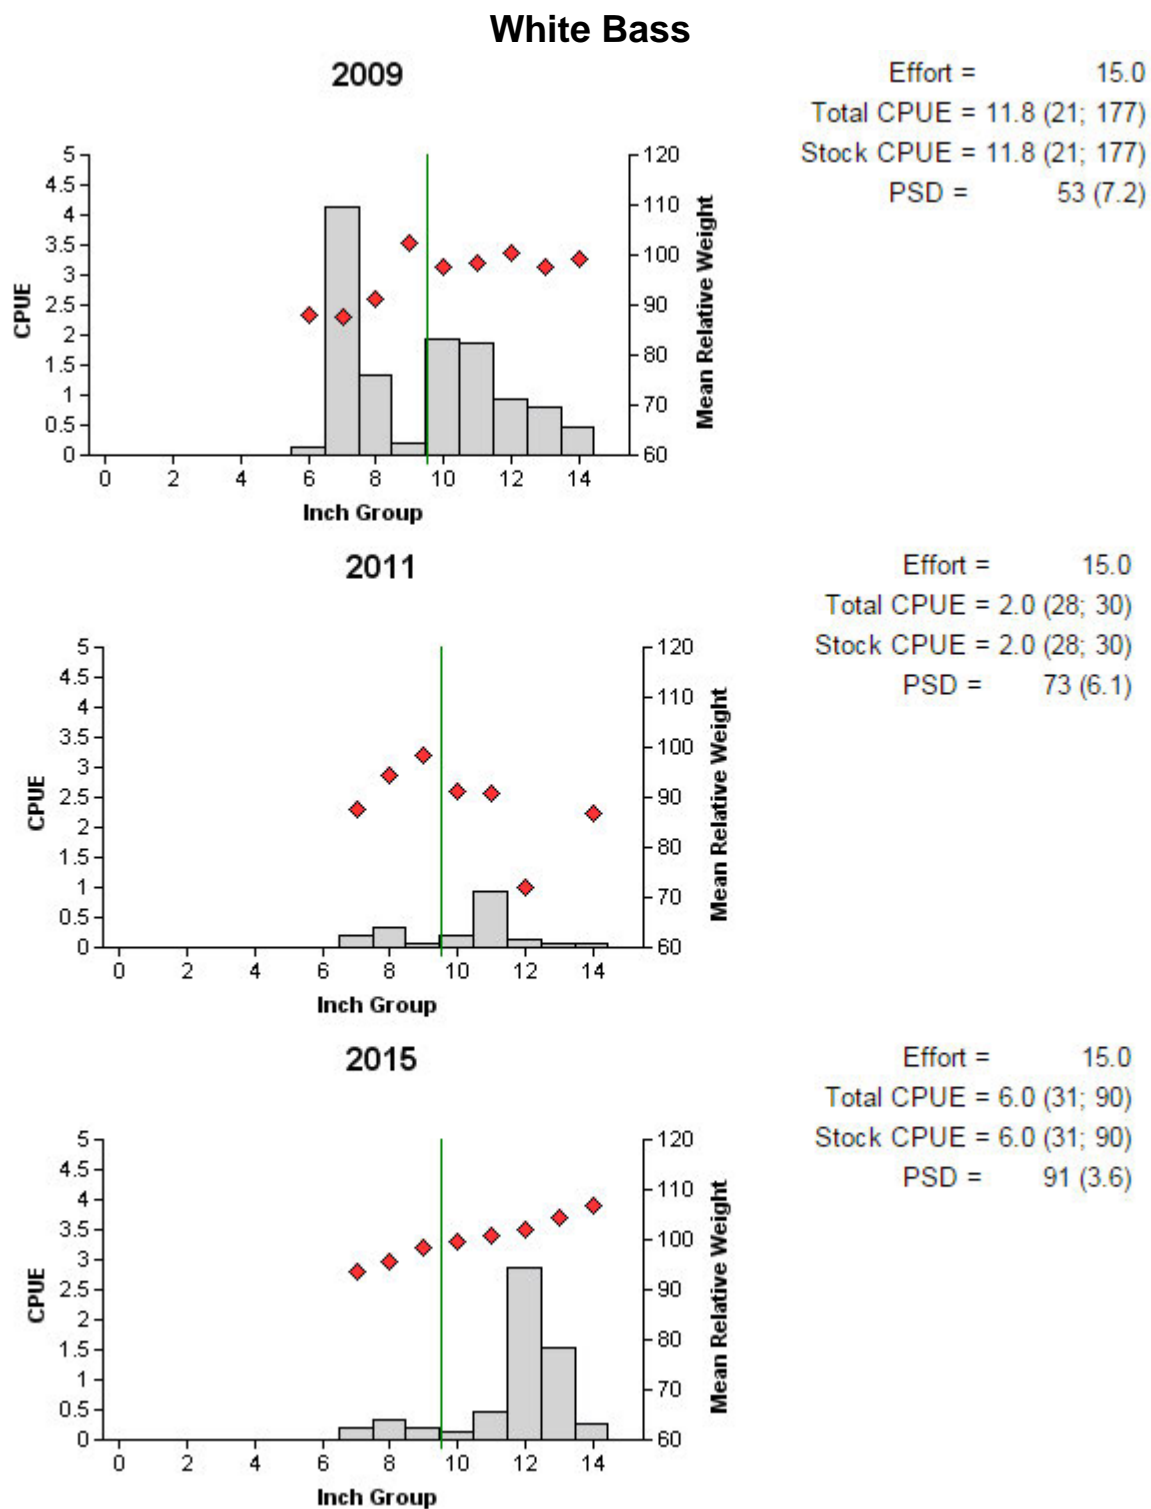 White Bass
2009
Effort = 15.0
Total CPUE = 11.8 (21; 177)
Stock CPUE = 11.8 (21; 177)
PSD = 53 (7.2)
5
4.5
4
3.5
3
2.5
2
1.5
1
0.5
0
CPUE
120
110
100
90
80
70
60
Mean Relative Weight
0 2 4 6 8 10 12 14
Inch Group
2011
Effort = 15.0
Total CPUE = 2.0 (28; 30)
Stock CPUE = 2.0 (28; 30)
PSD = 73 (6.1)
5
4.5
4
3.5
3
2.5
2
1.5
1
0.5
0
CPUE
120
110
100
90
80
70
60
Mean Relative Weight
0 2 4 6 8 10 12 14
Inch Group
2015
Effort = 15.0
Total CPUE = 6.0 (31; 90)
Stock CPUE = 6.0 (31; 90)
PSD = 91 (3.6)
5
4.5
4
3.5
3
2.5
2
1.5
1
0.5
0
CPUE
120
110
100
90
80
70
60
Mean Relative Weight
0 2 4 6 8 10 12 14
Inch Group